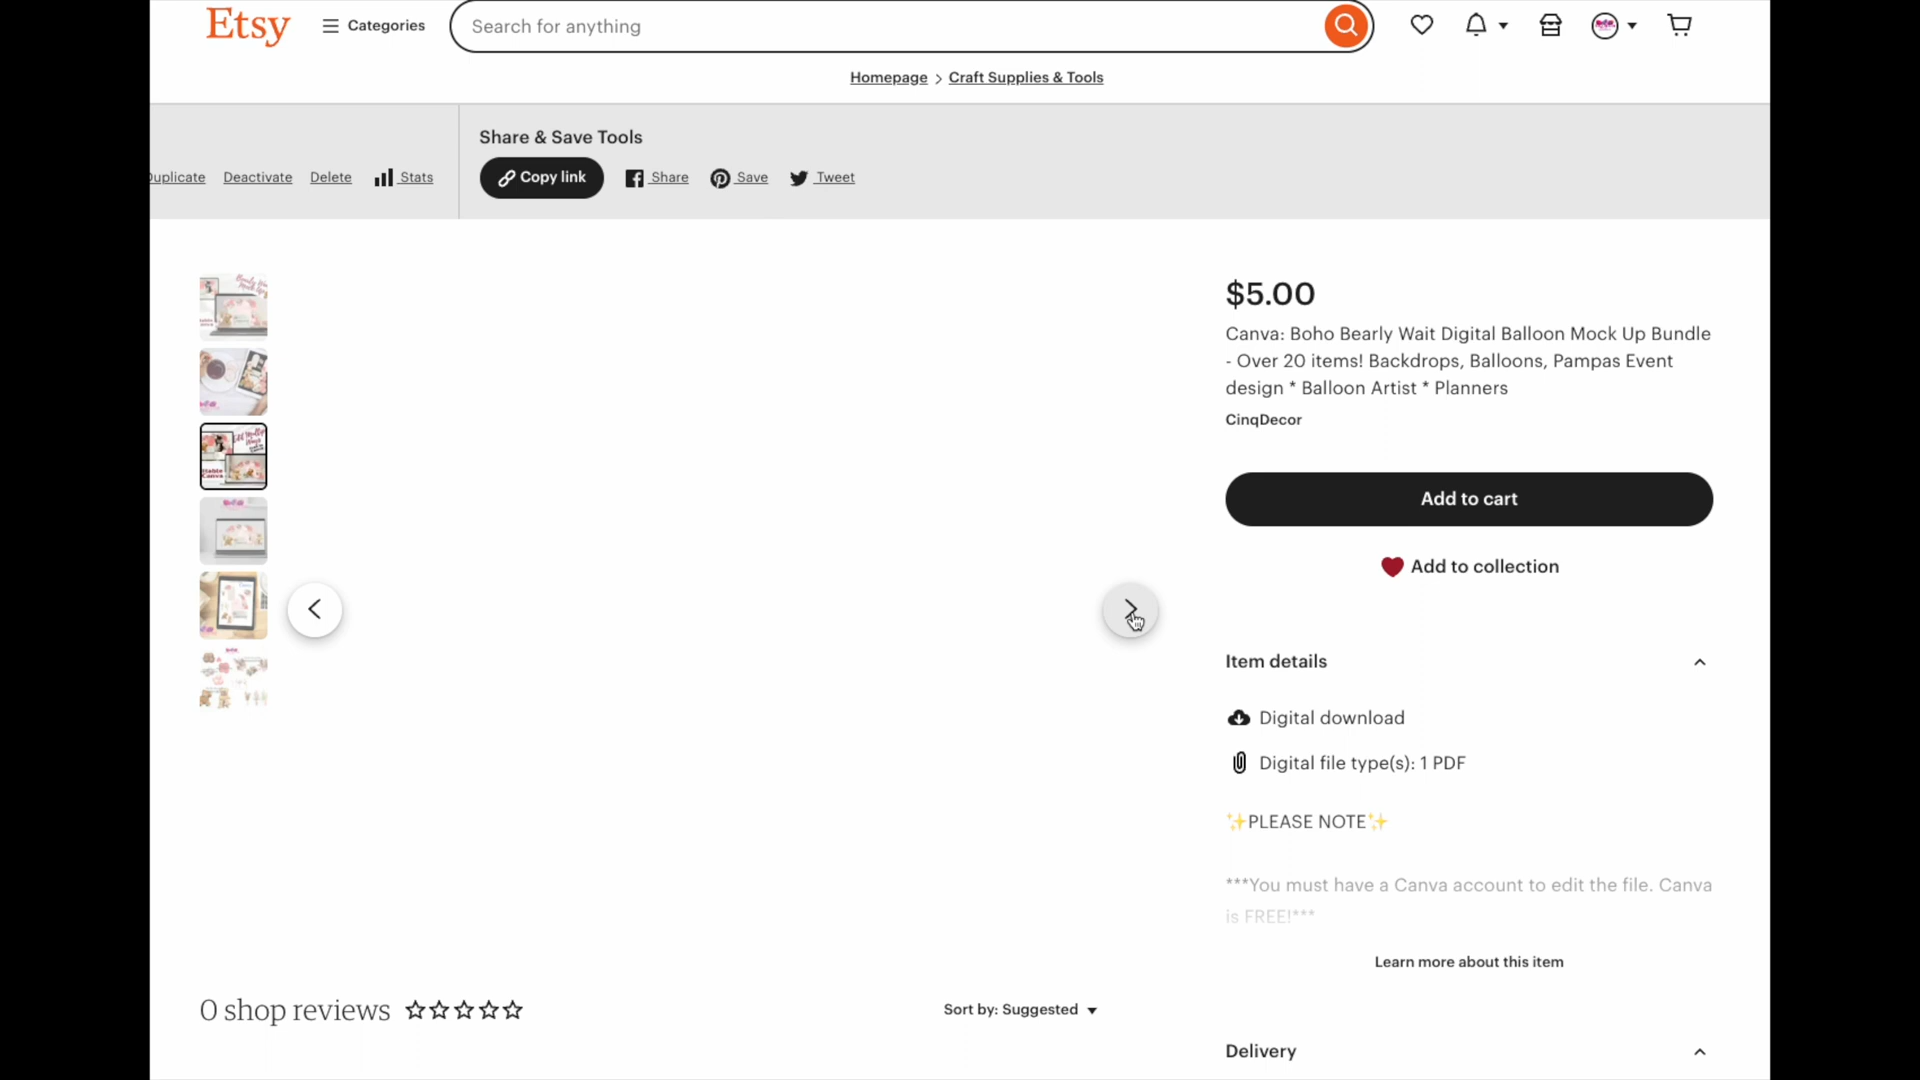 Etsy
Categories
Search for anything
Homepage > Craft Supplies & Tools
Share & Save Tools
uplicate Deactivate Delete Stats
Copy link Share Save Tweet
$5.00
Canva: Boho Bearly Wait Digital Balloon Mock Up Bundle
- Over 20 items! Backdrops, Balloons, Pampas Event
design * Balloon Artist * Planners
CinqDecor
Add to cart
Add to collection
Item details
Digital download
Digital file type(s): 1 PDF
✨PLEASE NOTE✨
***You must have a Canva account to edit the file. Canva
is FREE!***
Learn more about this item
0 shop reviews
Sort by: Suggested
Delivery